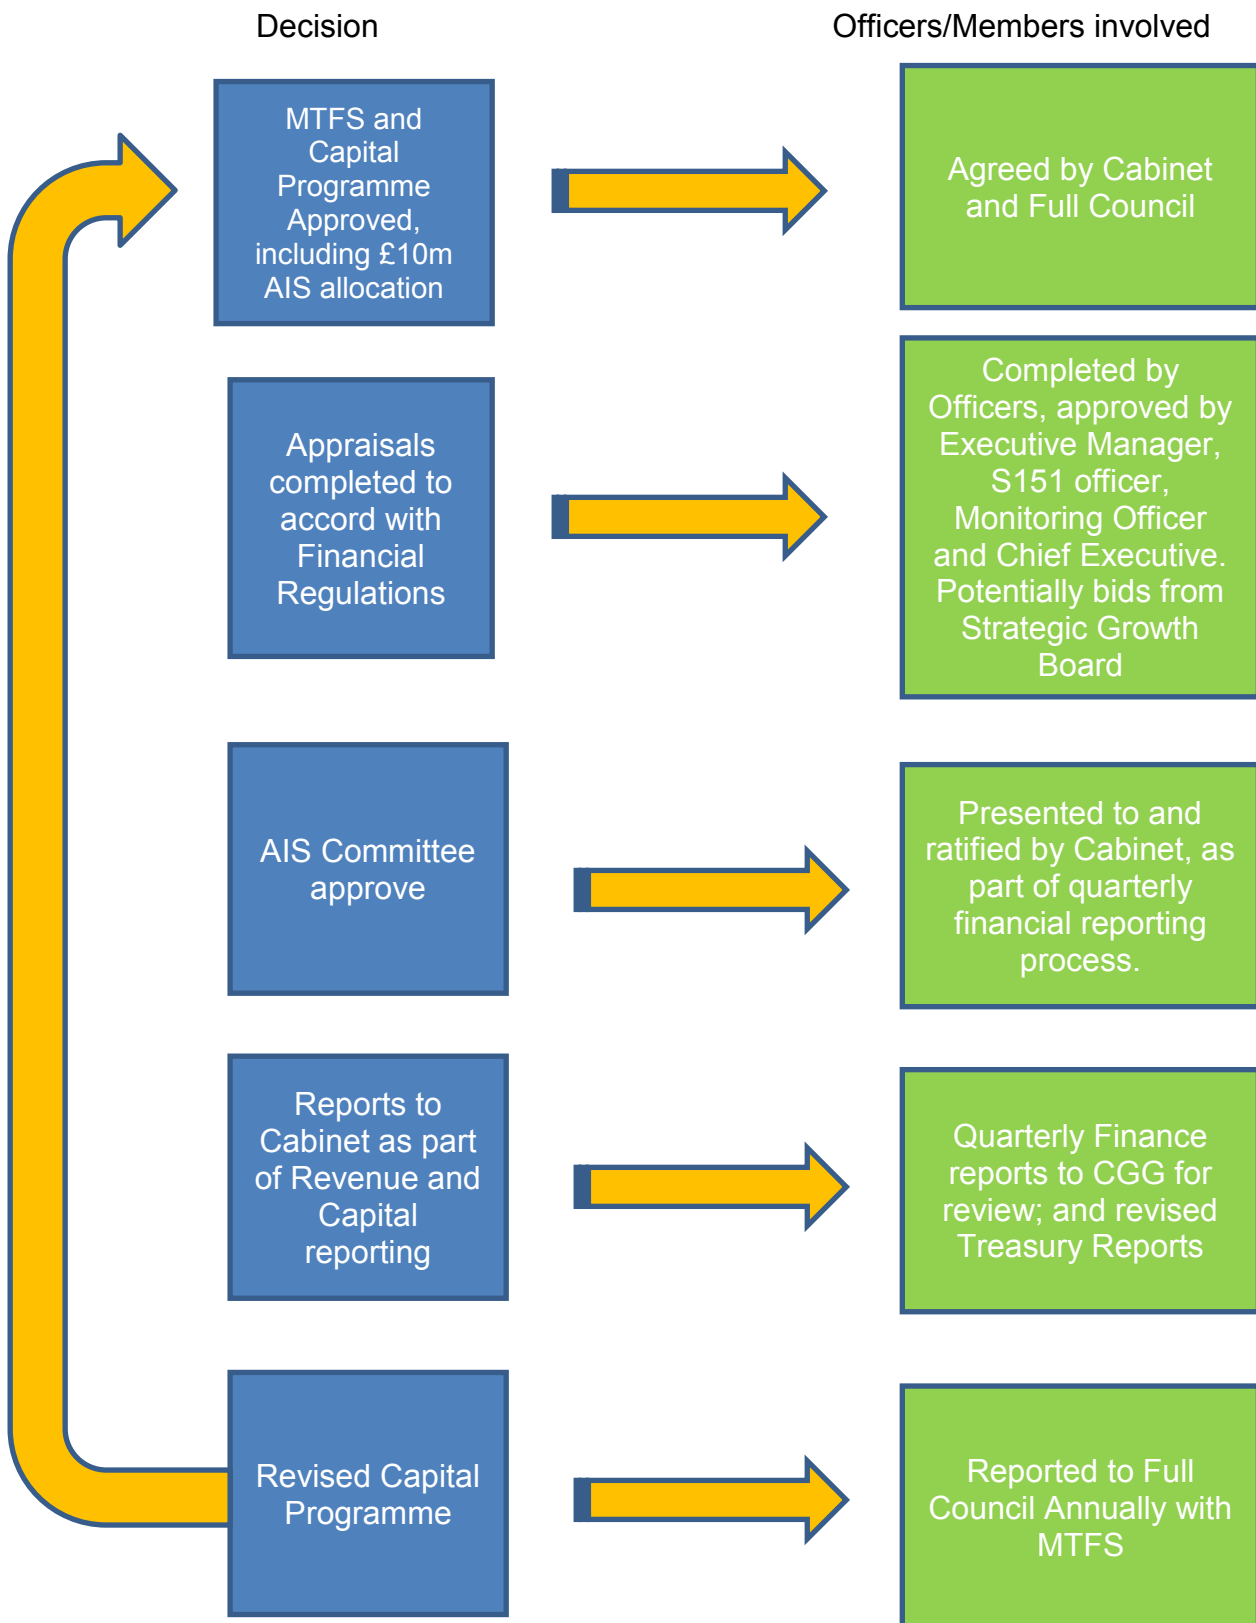 Decision
Officers/Members involved
MTFS and
Capital
Programme
Approved,
including £10m
AIS allocation
Agreed by Cabinet
and Full Council
Appraisals
completed to
accord with
Financial
Regulations
Completed by
Officers, approved by
Executive Manager,
S151 officer,
Monitoring Officer
and Chief Executive.
Potentially bids from
Strategic Growth
Board
AIS Committee
approve
Presented to and
ratified by Cabinet, as
part of quarterly
financial reporting
process.
Reports to
Cabinet as part
of Revenue and
Capital
reporting
Quarterly Finance
reports to CGG for
review; and revised
Treasury Reports
Revised Capital
Programme
Reported to Full
Council Annually with
MTFS